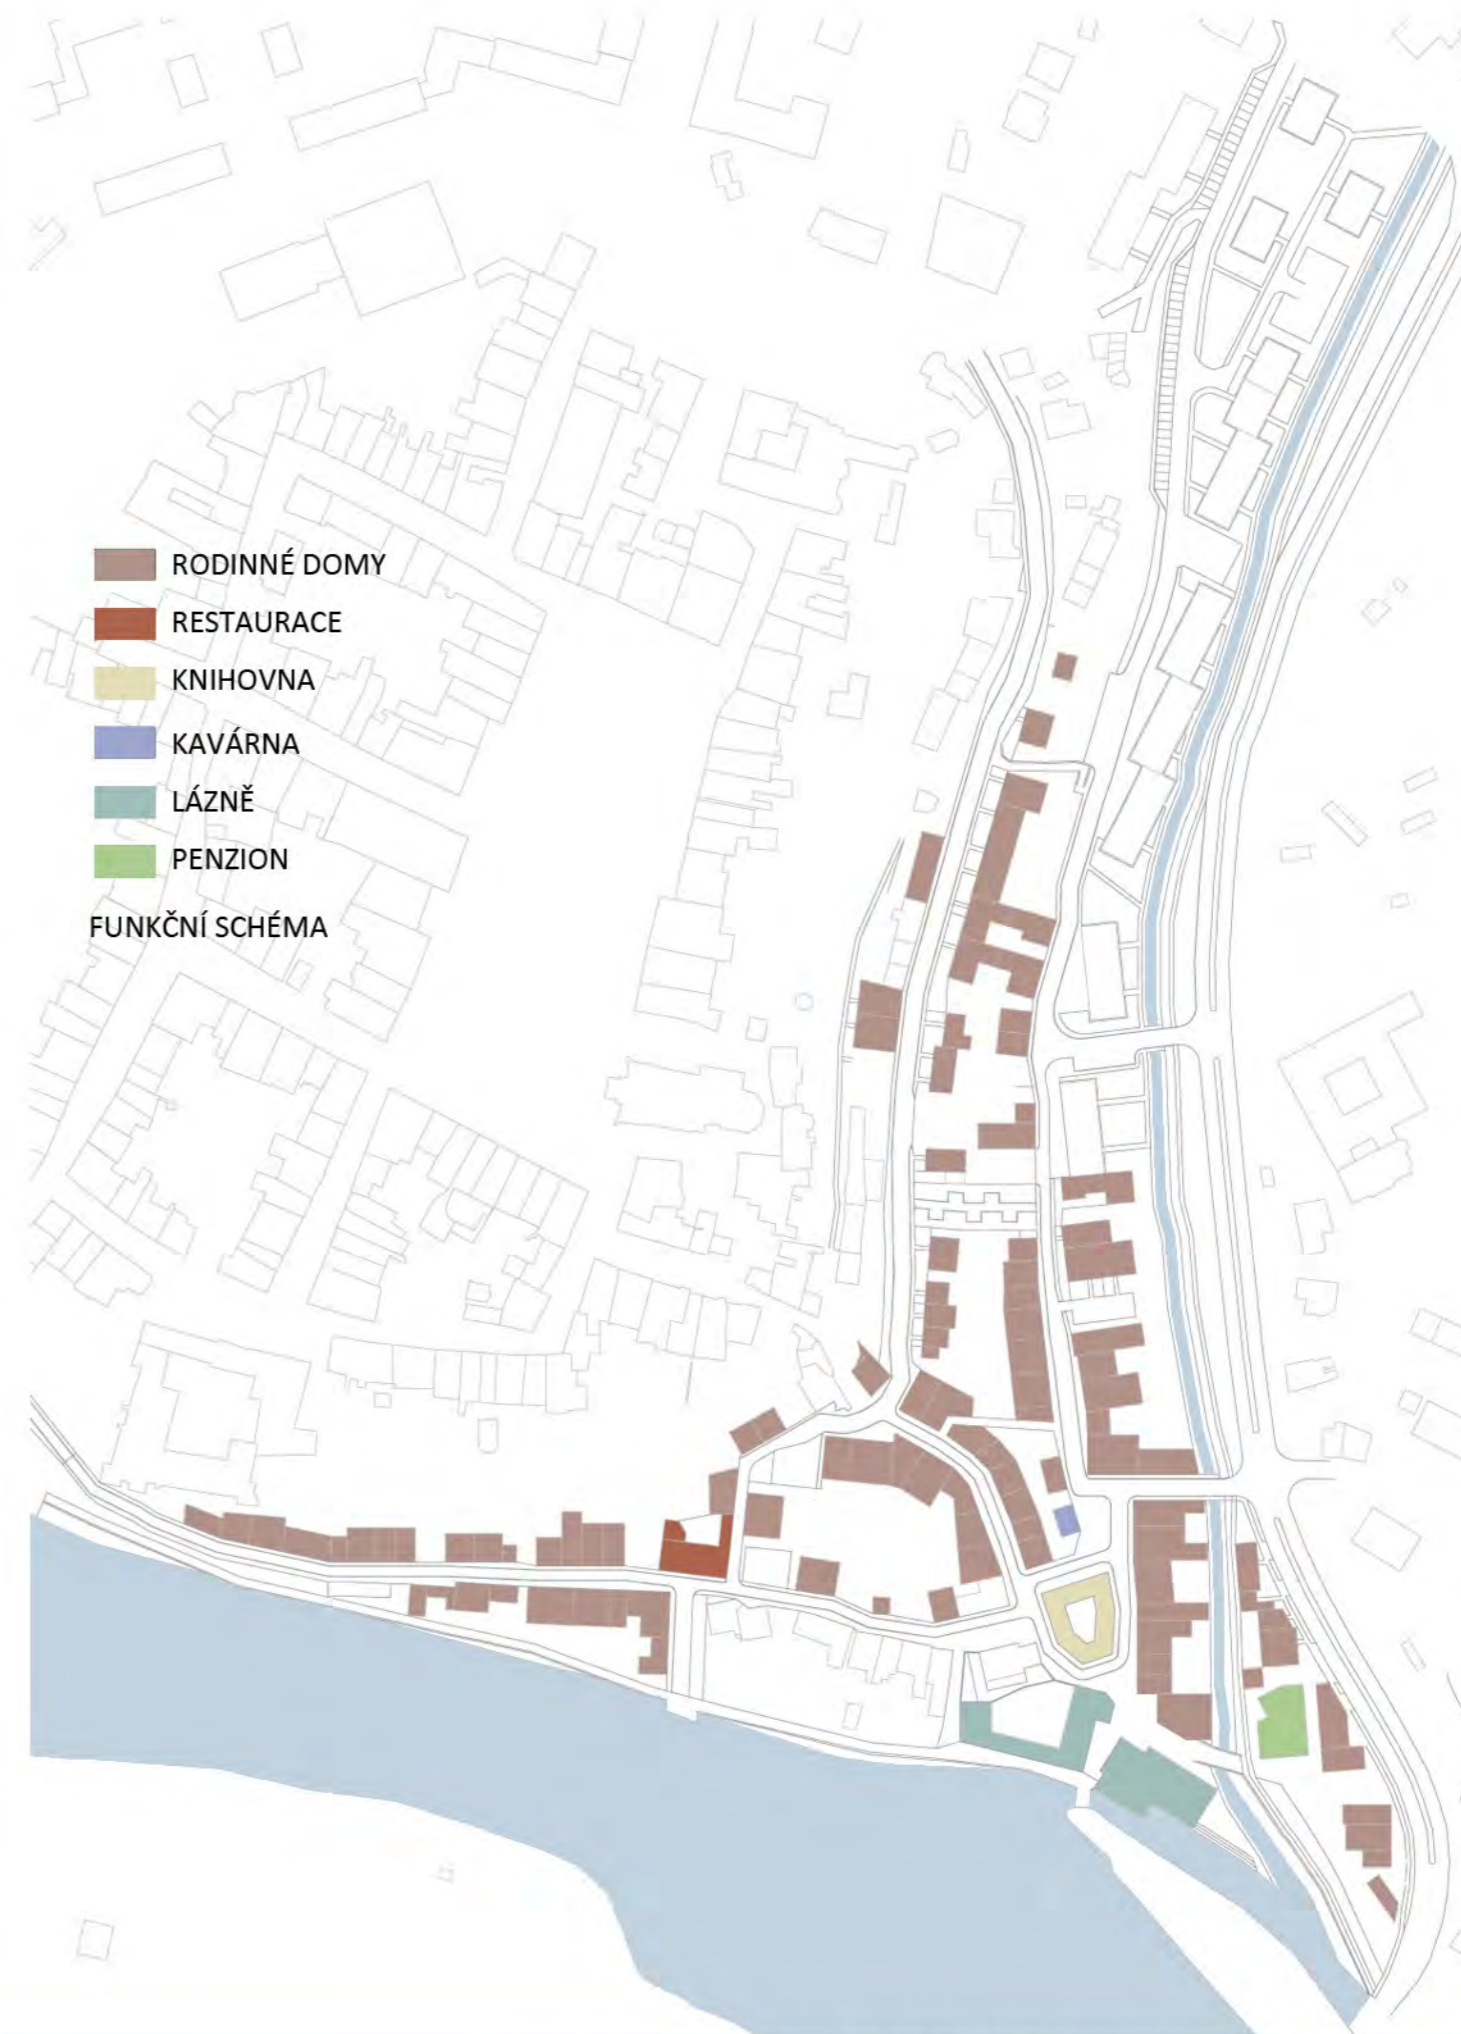 RODINNÉ DOMY
RESTAURACE
KNIHOVNA
KAVÁRNA
LÁZNĚ
PENZION
FUNKČNÍ SCHÉMA